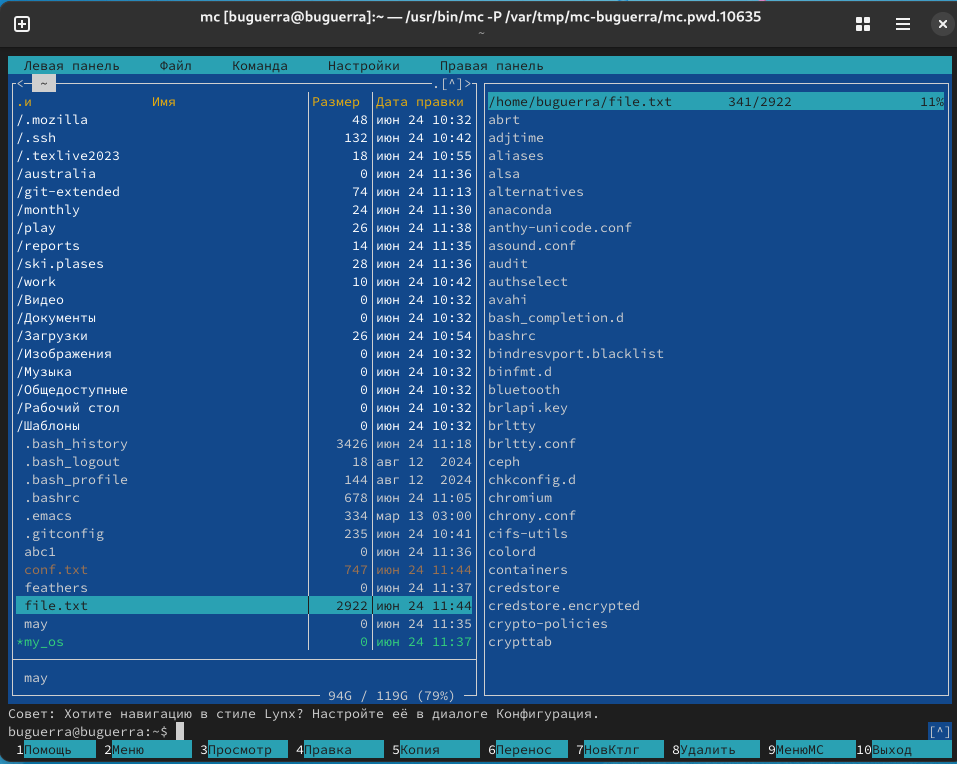 mc [buguerra@buguerra]:~ — /usr/bin/mc -P /var/tmp/mc-buguerra/mc.pwd.10635
~
Левая панель Файл Команда Настройки Правая панель
<─ ~ .[^]>
.и Имя Размер Дата правки
/.mozilla 48 июн 24 10:32
/.ssh 132 июн 24 10:42
/.texlive2023 18 июн 24 10:55
/australia 0 июн 24 11:36
/git-extended 74 июн 24 11:13
/monthly 24 июн 24 11:30
/play 26 июн 24 11:38
/reports 14 июн 24 11:35
/ski.plases 28 июн 24 11:36
/work 10 июн 24 10:42
/Видео 0 июн 24 10:32
/Документы 0 июн 24 10:32
/Загрузки 26 июн 24 10:54
/Изображения 0 июн 24 10:32
/Музыка 0 июн 24 10:32
/Общедоступные 0 июн 24 10:32
/Рабочий стол 0 июн 24 10:32
/Шаблоны 0 июн 24 10:32
.bash_history 3426 июн 24 11:18
.bash_logout 18 авг 12 2024
.bash_profile 144 авг 12 2024
.bashrc 678 июн 24 11:05
.emacs 334 мар 13 03:00
.gitconfig 235 июн 24 10:41
abc1 0 июн 24 11:36
conf.txt 747 июн 24 11:44
feathers 0 июн 24 11:37
file.txt 2922 июн 24 11:44
may 0 июн 24 11:35
*my_os 0 июн 24 11:37
may
94G / 119G (79%)
/home/buguerra/file.txt 341/2922 11%
abrt
adjtime
aliases
alsa
alternatives
anaconda
anthy-unicode.conf
asound.conf
audit
authselect
avahi
bash_completion.d
bashrc
bindresvport.blacklist
binfmt.d
bluetooth
brlapi.key
brltty
brltty.conf
ceph
chkconfig.d
chromium
chrony.conf
cifs-utils
colord
containers
credstore
credstore.encrypted
crypto-policies
crypttab
Совет: Хотите навигацию в стиле Lynx? Настройте её в диалоге Конфигурация.
buguerra@buguerra:~$ [^]
1Помощь 2Меню 3Просмотр 4Правка 5Копия 6Перенос 7НовКтлг 8Удалить 9МенюMC 10Выход